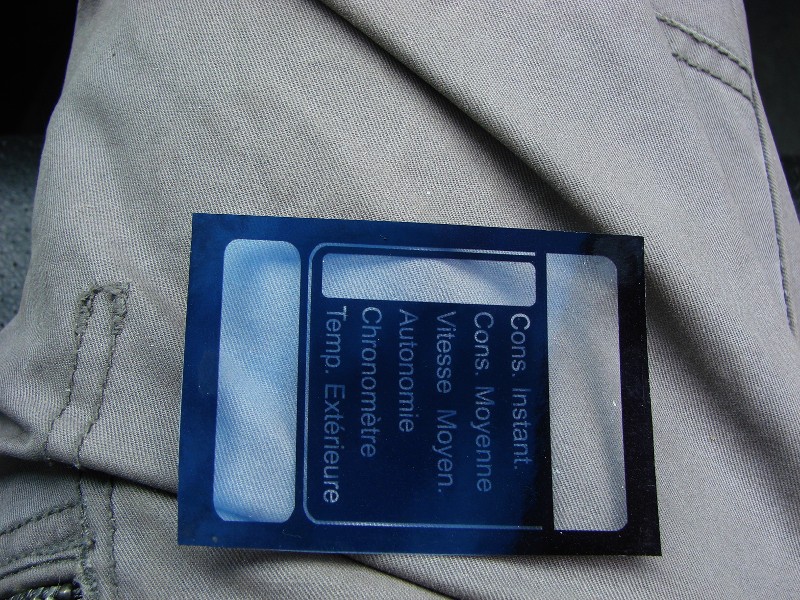 Cons. Instant.
Cons. Moyenne
Vitesse Moyen.
Autonomie
Chronomètre
Temp. Extérieure